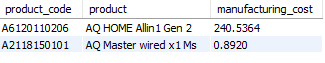 product_code product manufacturing_cost
A6120110206 AQ HOME Allin1 Gen 2 240.5364
A2118150101 AQ Master wired x1 Ms 0.8920